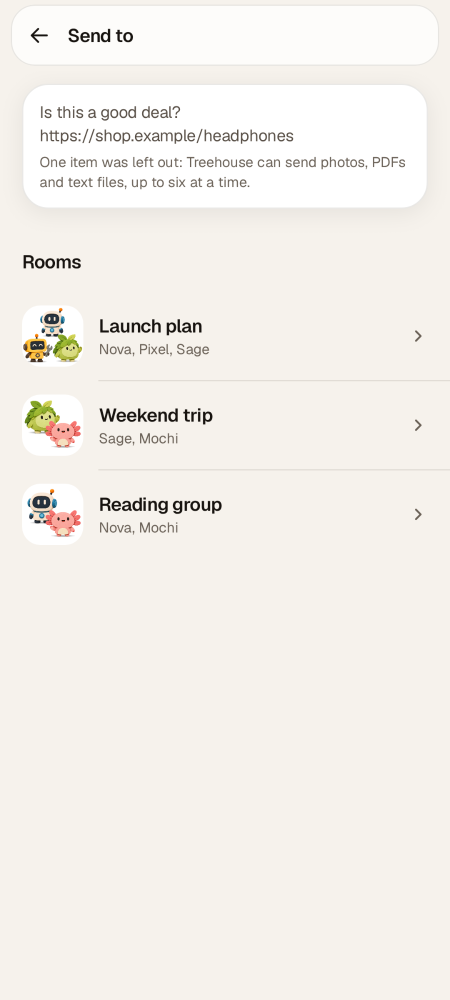 Send to
Is this a good deal?
https://shop.example/headphones
One item was left out: Treehouse can send photos, PDFs
and text files, up to six at a time.
Rooms
Launch plan
Nova, Pixel, Sage
Weekend trip
Sage, Mochi
Reading group
Nova, Mochi